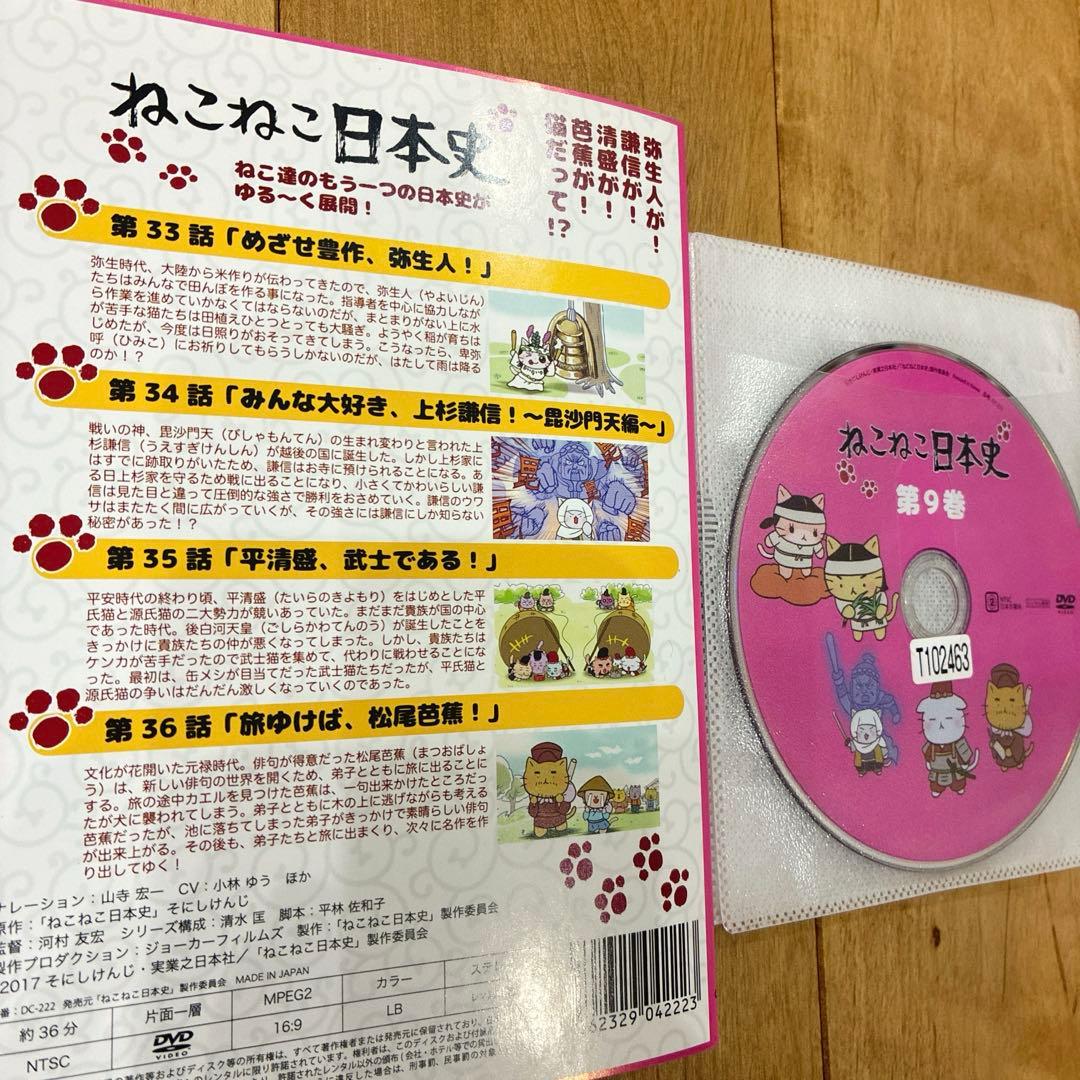 ねこねこ日本史
ねこ達のもう一つの日本史が
ゆる〜く展開！
弥生人が！
謙信が！
清盛が！
芭蕉が！
猫だって!?
第33話「めざせ豊作、弥生人！」
弥生時代、大陸から米作りが伝わってきたので、弥生人（やよいじん）
たちはみんなで田んぼを作る事になった。指導者を中心に協力しなが
ら作業を進めていかなくてはならないのだが、まとまりがない上に水
が苦手な猫たちは田植えひとつとっても大騒ぎ。ようやく稲が育ちは
じめたが、今度は日照りがおそってきてしまう。こうなったら、卑弥
呼（ひみこ）にお祈りしてもらうしかないのだが、はたして雨は降る
のか！？
第34話「みんな大好き、上杉謙信！〜毘沙門天編〜」
戦いの神、毘沙門天（びしゃもんてん）の生まれ変わりと言われた上
杉謙信（うえすぎけんしん）が越後の国に誕生した。しかし上杉家に
はすでに跡取りがいたため、謙信はお寺に預けられることになる。あ
る日上杉家を守るため戦に出ることになり、小さくてかわいらしい謙
信は見た目と違って圧倒的な強さで勝利をおさめていく。謙信のウワ
サはまたたく間に広がっていくが、その強さには謙信にしか知らない
秘密があった！？
毘
毘
第35話「平清盛、武士である！」
平安時代の終わり頃、平清盛（たいらのきよもり）をはじめとした平
氏猫と源氏猫の二大勢力が競いあっていた。まだまだ貴族が国の中心
であった時代。後白河天皇（ごしらかわてんのう）が誕生したことを
きっかけに貴族たちの仲が悪くなってしまった。しかし、貴族たちは
ケンカが苦手だったので武士猫を集めて、代わりに戦わせることにな
った。最初は、缶メシが目当てだった武士猫たちだったが、平氏猫と
源氏猫の争いはだんだん激しくなっていくのであった。
第36話「旅ゆけば、松尾芭蕉！」
文化が花開いた元禄時代。俳句が得意だった松尾芭蕉（まつおばしょ
う）は、新しい俳句の世界を開くため、弟子とともに旅に出ることに
する。旅の途中カエルを見つけた芭蕉は、一句出来かけたところだっ
たが犬に襲われてしまう。弟子とともに木の上に逃げながらも考える
芭蕉だったが、池に落ちてしまった弟子がきっかけで素晴らしい俳句
が出来上がる。その後も、弟子たちと旅に出まくり、次々に名作を作
り出してゆく！
ナレーション：山寺 宏一　CV：小林 ゆう　ほか
原作：「ねこねこ日本史」そにしけんじ
監督：河村 友宏　シリーズ構成：清水 匡　脚本：平林 佐和子
製作プロダクション：ジョーカーフィルムズ　製作：「ねこねこ日本史」製作委員会
2017 そにしけんじ・実業之日本社／「ねこねこ日本史」製作委員会
番：DC-222　発売元「ねこねこ日本史」製作委員会　MADE IN JAPAN
約36分　片面一層　MPEG2　カラー　ステレ
NTSC　DVD VIDEO　16:9　LB
62329 042223
ねこねこ日本史
第9巻
NTSC
日本市場向
DVD VIDEO
T102463